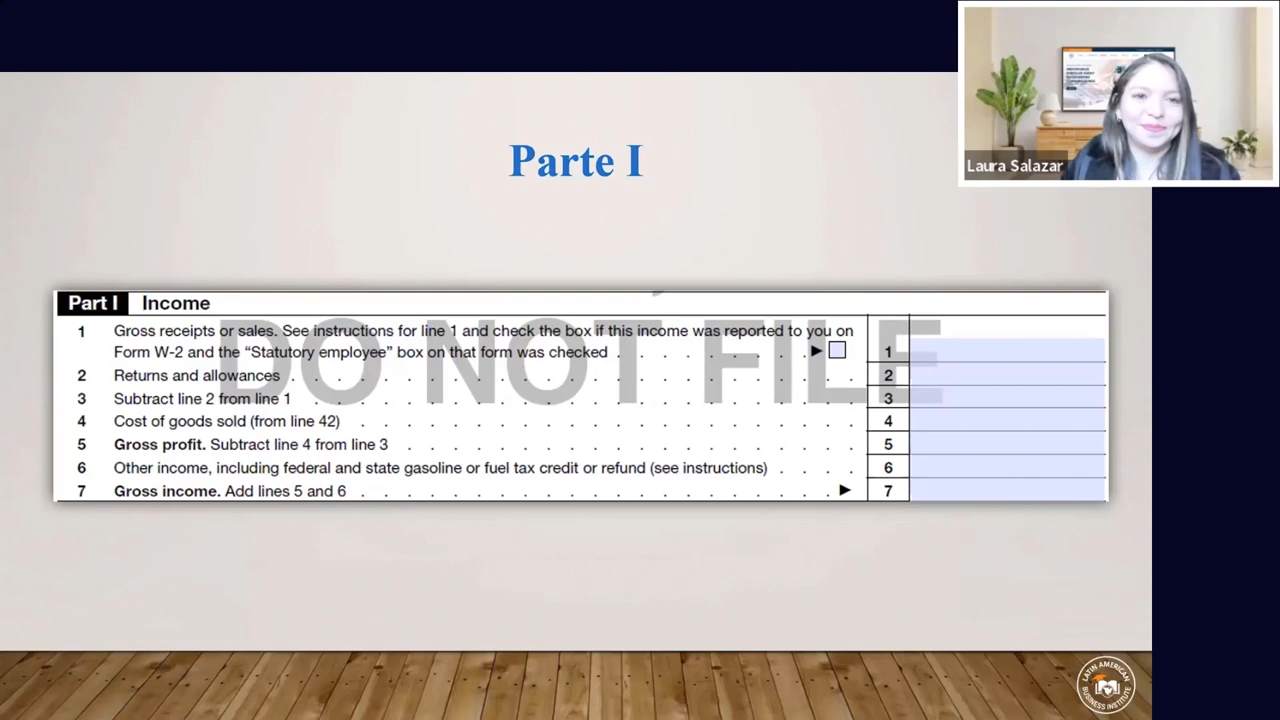 Laura Salazar
Parte I
Part I Income
1 Gross receipts or sales. See instructions for line 1 and check the box if this income was reported to you on
Form W-2 and the “Statutory employee” box on that form was checked . . . . . . . . . ▶ 1
2 Returns and allowances . . . . . . . . . . . . . . . . . . . . . . . . . 2
3 Subtract line 2 from line 1 . . . . . . . . . . . . . . . . . . . . . . . . 3
4 Cost of goods sold (from line 42) . . . . . . . . . . . . . . . . . . . . . . 4
5 Gross profit. Subtract line 4 from line 3 . . . . . . . . . . . . . . . . . . . . 5
6 Other income, including federal and state gasoline or fuel tax credit or refund (see instructions) . . . . 6
7 Gross income. Add lines 5 and 6 . . . . . . . . . . . . . . . . . . . . . ▶ 7
DO NOT FILE
LATIN AMERICAN
BUSINESS INSTITUTE